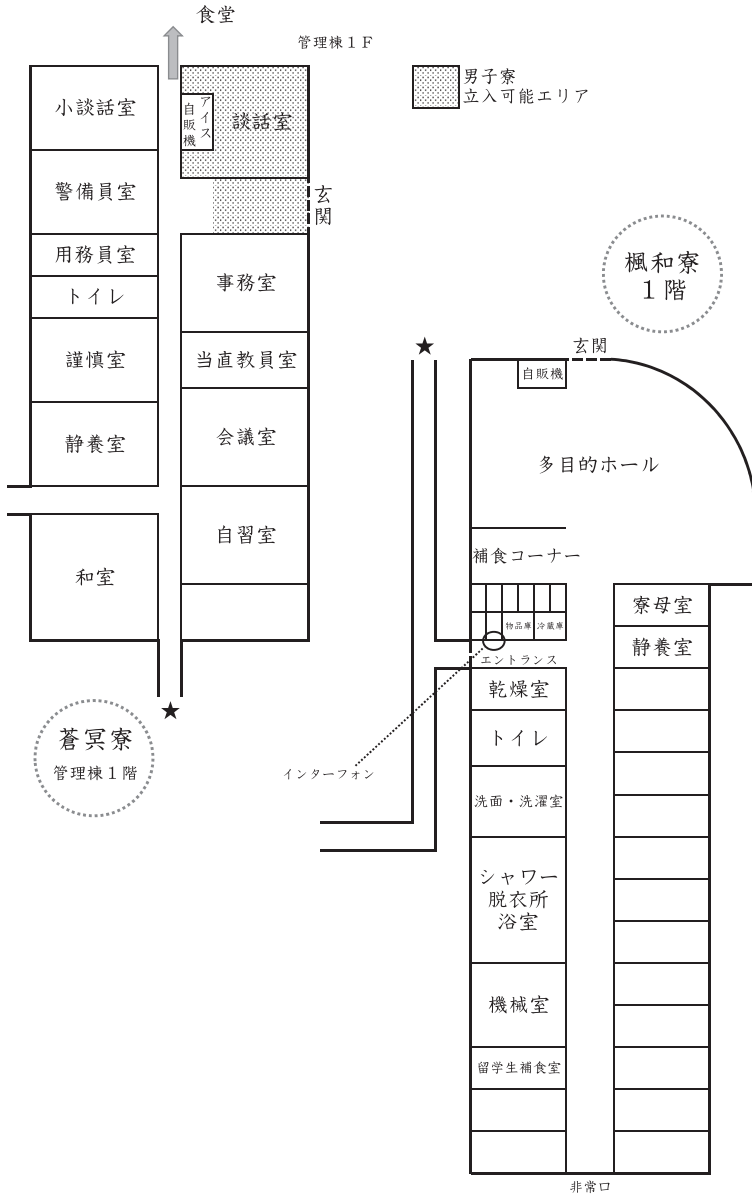 食堂
管理棟１Ｆ
男子寮
立入可能エリア
小談話室
自販機
アイス
談話室
警備員室
玄関
用務員室
トイレ
事務室
謹慎室
当直教員室
静養室
会議室
自習室
和室
★
蒼冥寮
管理棟１階
楓和寮
１階
★
玄関
自販機
多目的ホール
補食コーナー
物品庫
冷蔵庫
エントランス
インターフォン
寮母室
静養室
乾燥室
トイレ
洗面・洗濯室
シャワー
脱衣所
浴室
機械室
留学生補食室
非常口